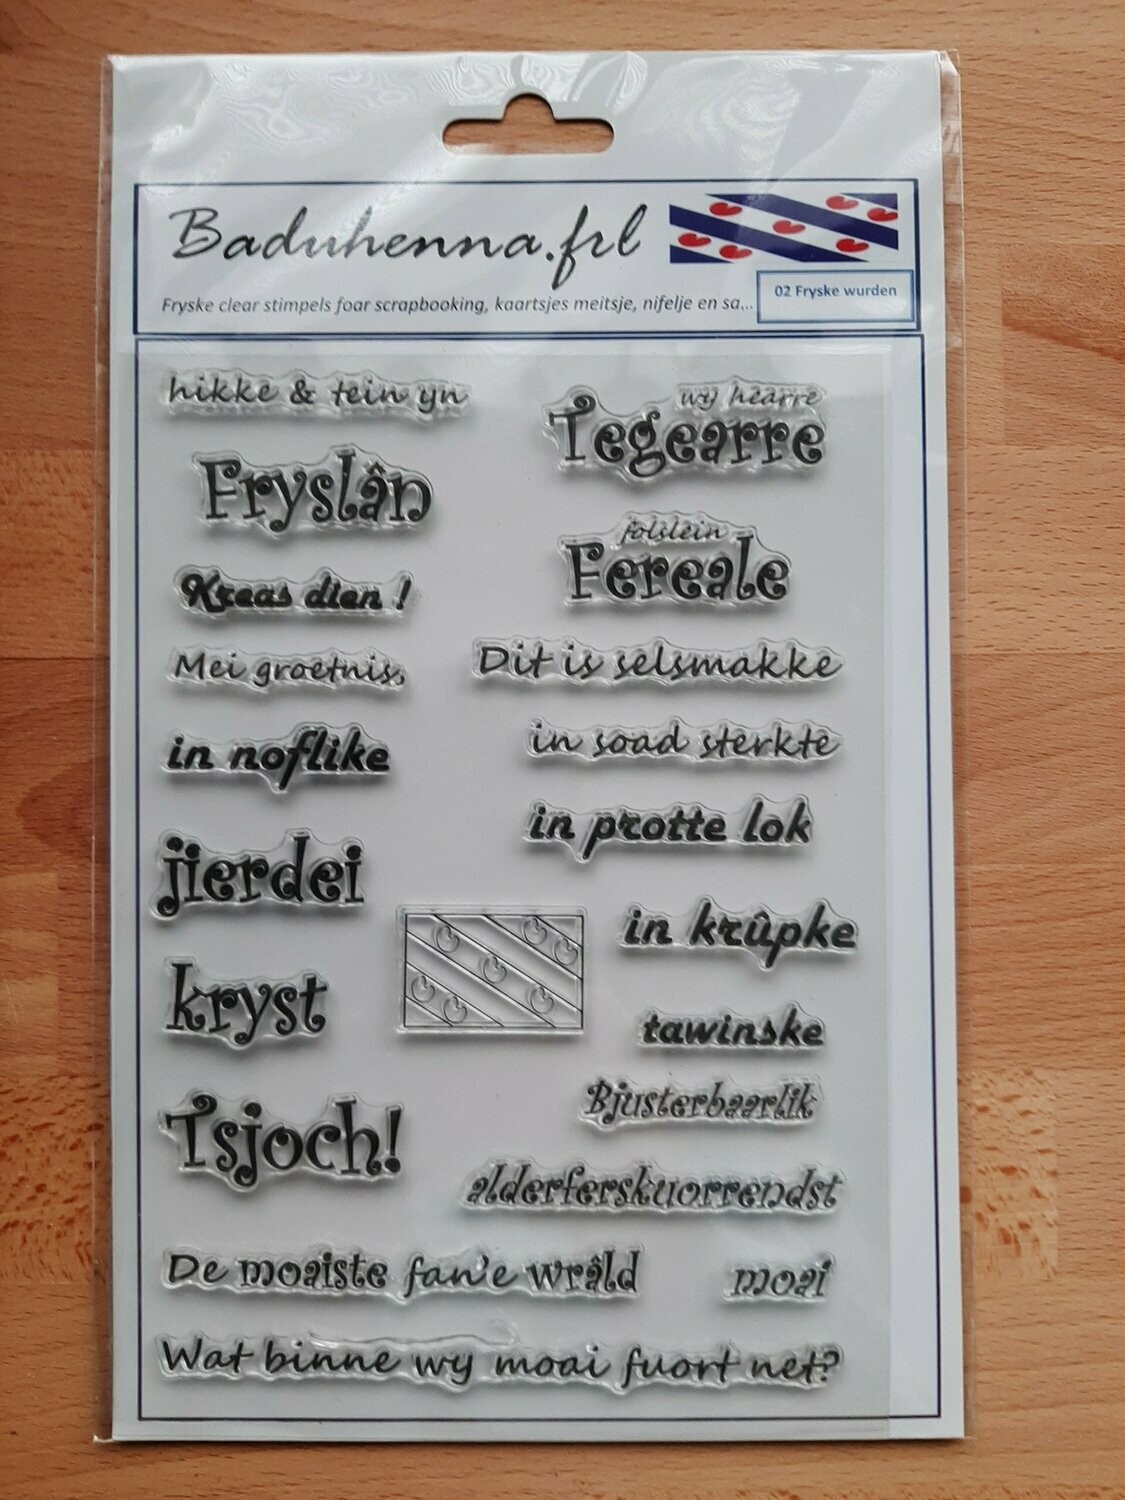 Baduhenna.frl
Fryske clear stimpels foar scrapbooking, kaartsjes meitsje, nifelje en sa...
02 Fryske wurden
hikke & tein yn
Fryslân
Kreas dien !
Mei groetnis,
in noflike
jierdei
kryst
Tsjoch!
wy hearre
Tegearre
folslein
Fereale
Dit is selsmakke
in soad sterkte
in protte lok
in krûpke
tawinske
Bjusterbaarlik
alderferskuorrendst
De moaiste fan'e wrâld
moai
Wat binne wy moai fuort net?